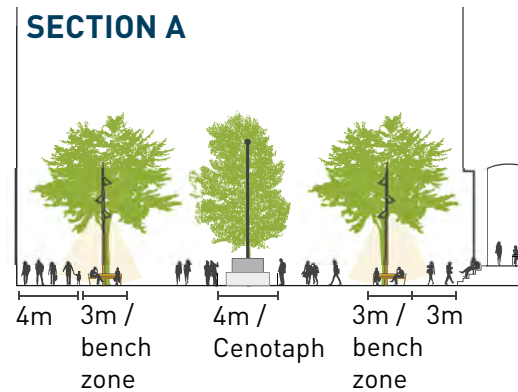 SECTION A
4m
3m /
bench
zone
4m /
Cenotaph
3m /
bench
zone
3m